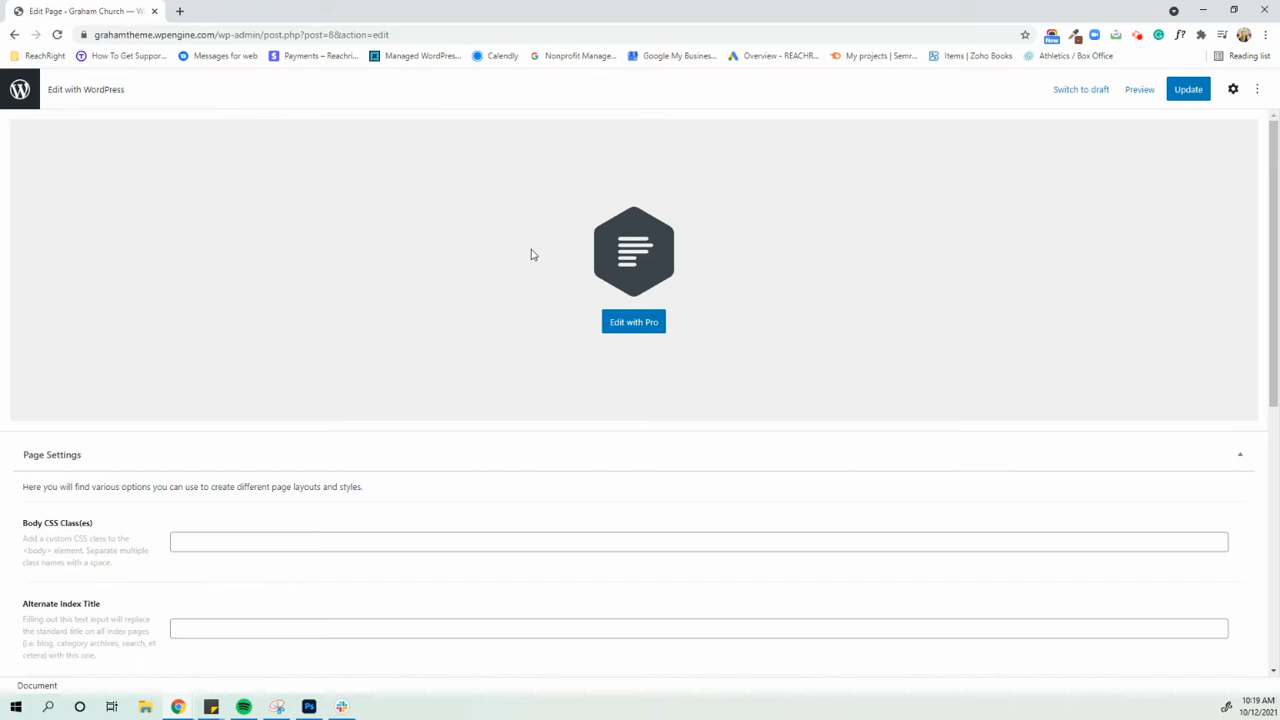 Edit Page ‹ Graham Church —
grahamtheme.wpengine.com/wp-admin/post.php?post=8&action=edit
ReachRight
How To Get Suppor...
Messages for web
Payments – Reachri...
Managed WordPress...
Calendly
Nonprofit Manage...
Google My Busines...
Overview – REACHR...
My projects | Semr...
Items | Zoho Books
Athletics / Box Office
Reading list
Edit with WordPress
Switch to draft
Preview
Update
Edit with Pro
Page Settings
Here you will find various options you can use to create different page layouts and styles.
Body CSS Class(es)
Add a custom CSS class to the
<body> element. Separate multiple
class names with a space.
Alternate Index Title
Filling out this text input will replace
the standard title on all index pages
(i.e. blog, category archives, search, et
cetera) with this one.
Document
10:19 AM
10/12/2021